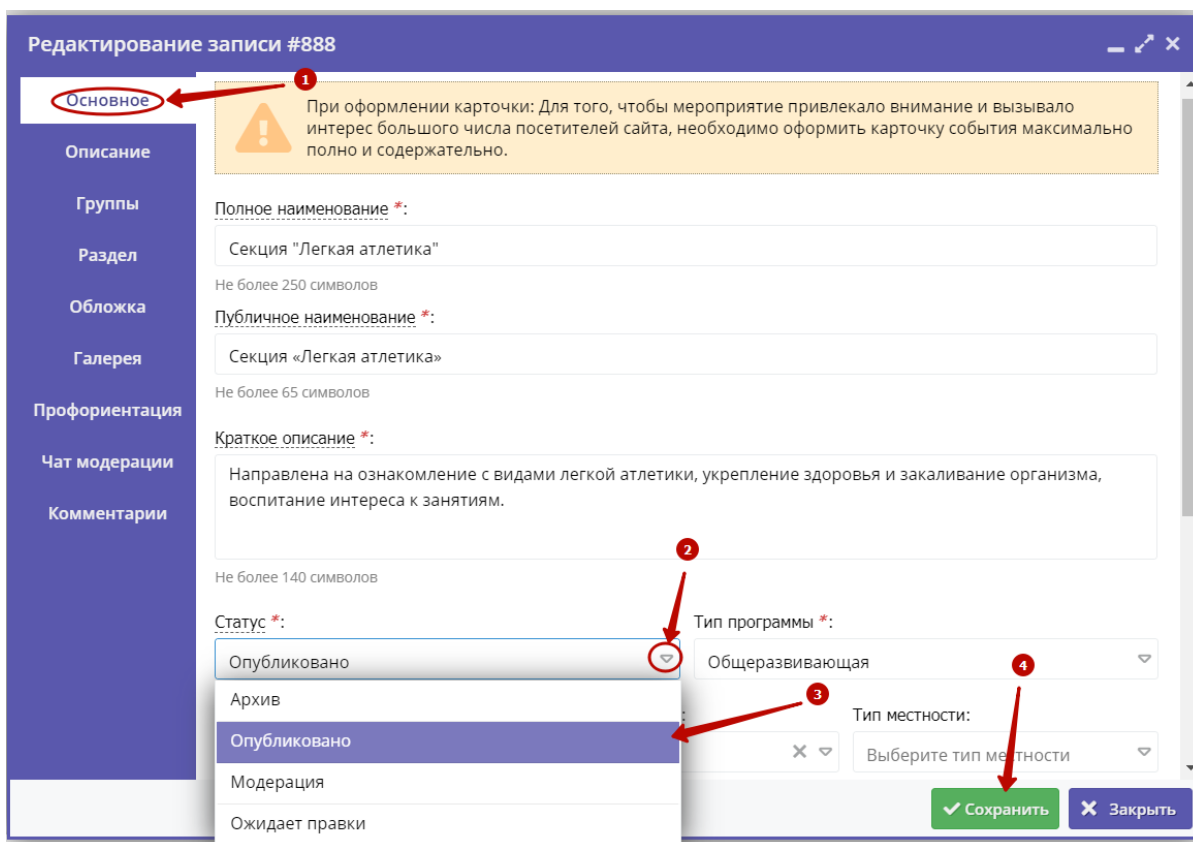 Редактирование записи #888
1
Основное
Описание
Группы
Раздел
Обложка
Галерея
Профориентация
Чат модерации
Комментарии
При оформлении карточки: Для того, чтобы мероприятие привлекало внимание и вызывало
интерес большого числа посетителей сайта, необходимо оформить карточку события максимально
полно и содержательно.
Полное наименование *:
Секция "Легкая атлетика"
Не более 250 символов
Публичное наименование *:
Секция «Легкая атлетика»
Не более 65 символов
Краткое описание *:
Направлена на ознакомление с видами легкой атлетики, укрепление здоровья и закаливание организма,
воспитание интереса к занятиям.
2
Не более 140 символов
Статус *:
Тип программы *:
Опубликовано
Общеразвивающая
4
Архив
3
:
Тип местности:
Опубликовано
Выберите тип местности
Модерация
Ожидает правки
Сохранить
Закрыть